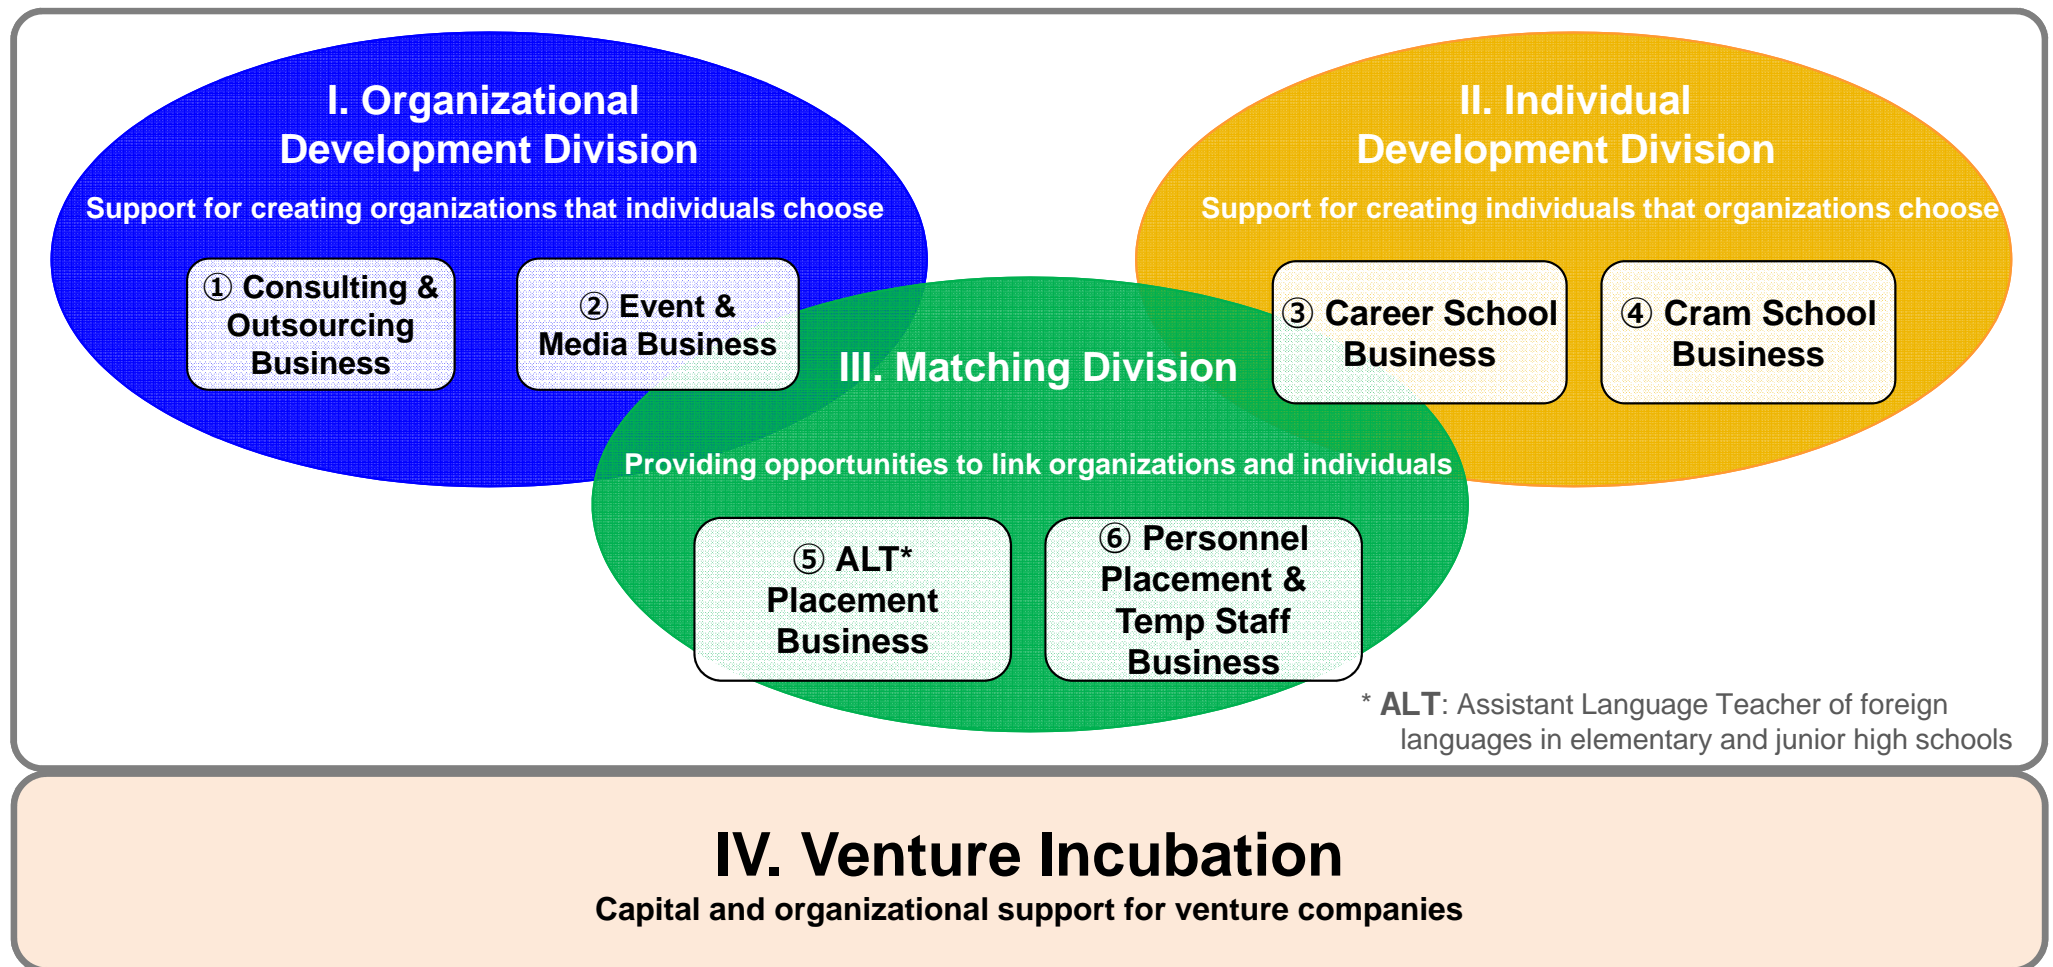 I. Organizational
Development Division
Support for creating organizations that individuals choose
① Consulting &
Outsourcing
Business
② Event &
Media Business
II. Individual
Development Division
Support for creating individuals that organizations choose
③ Career School
Business
④ Cram School
Business
III. Matching Division
Providing opportunities to link organizations and individuals
⑤ ALT*
Placement
Business
⑥ Personnel
Placement &
Temp Staff
Business
* ALT: Assistant Language Teacher of foreign
languages in elementary and junior high schools
IV. Venture Incubation
Capital and organizational support for venture companies